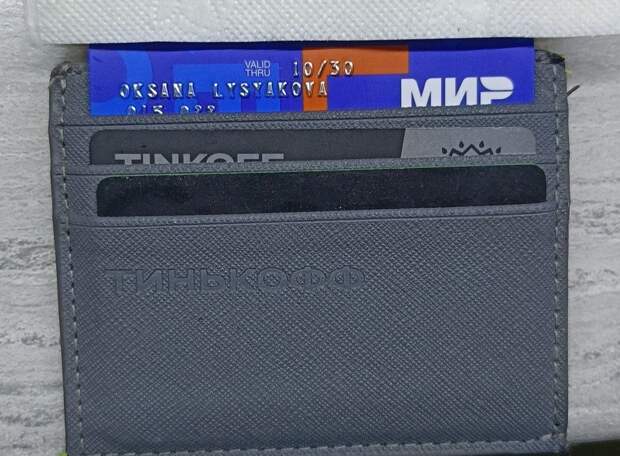 VALID THRU 10/30
OKSANA LYSYAKOVA
МИР
TINKOFF
ТИНЬКОФФ